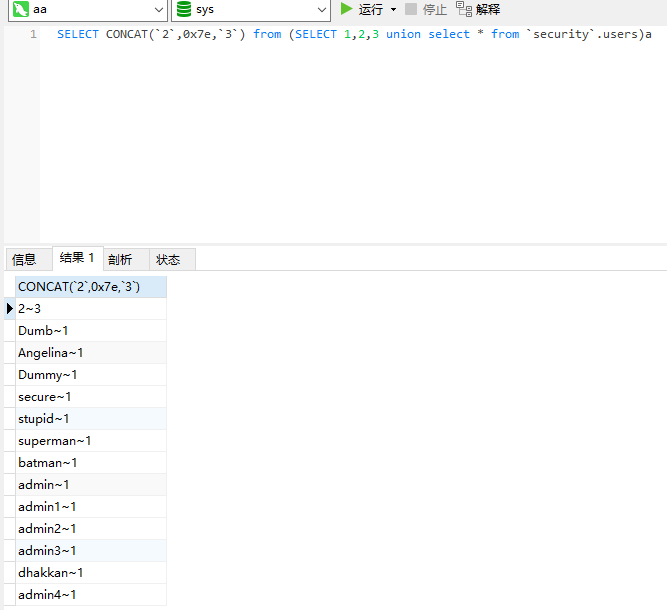 aa sys 运行 停止 解释
1 SELECT CONCAT(`2`,0x7e,`3`) from (SELECT 1,2,3 union select * from `security`.users)a
信息 结果 1 剖析 状态
CONCAT(`2`,0x7e,`3`)
2~3
Dumb~1
Angelina~1
Dummy~1
secure~1
stupid~1
superman~1
batman~1
admin~1
admin1~1
admin2~1
admin3~1
dhakkan~1
admin4~1